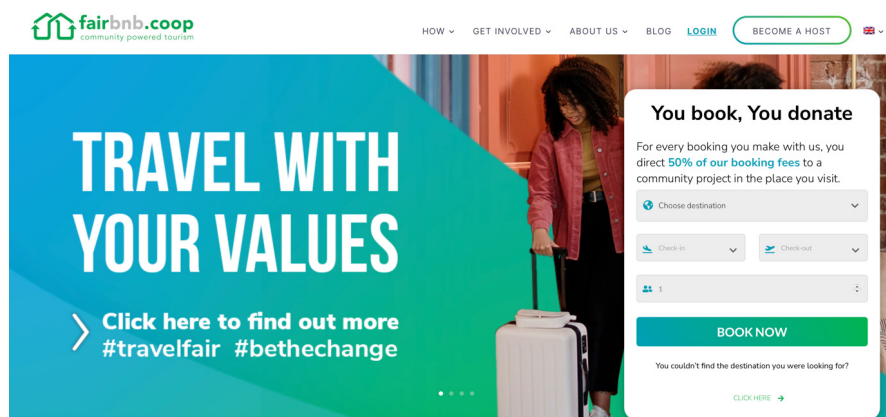 fairbnb.coop
community powered tourism
HOW
GET INVOLVED
ABOUT US
BLOG
LOGIN
BECOME A HOST
TRAVEL WITH
YOUR VALUES
Click here to find out more
#travelfair #bethechange
You book, You donate
For every booking you make with us, you
direct 50% of our booking fees to a
community project in the place you visit.
Choose destination
Check-in
Check-out
1
BOOK NOW
You couldn't find the destination you were looking for?
CLICK HERE